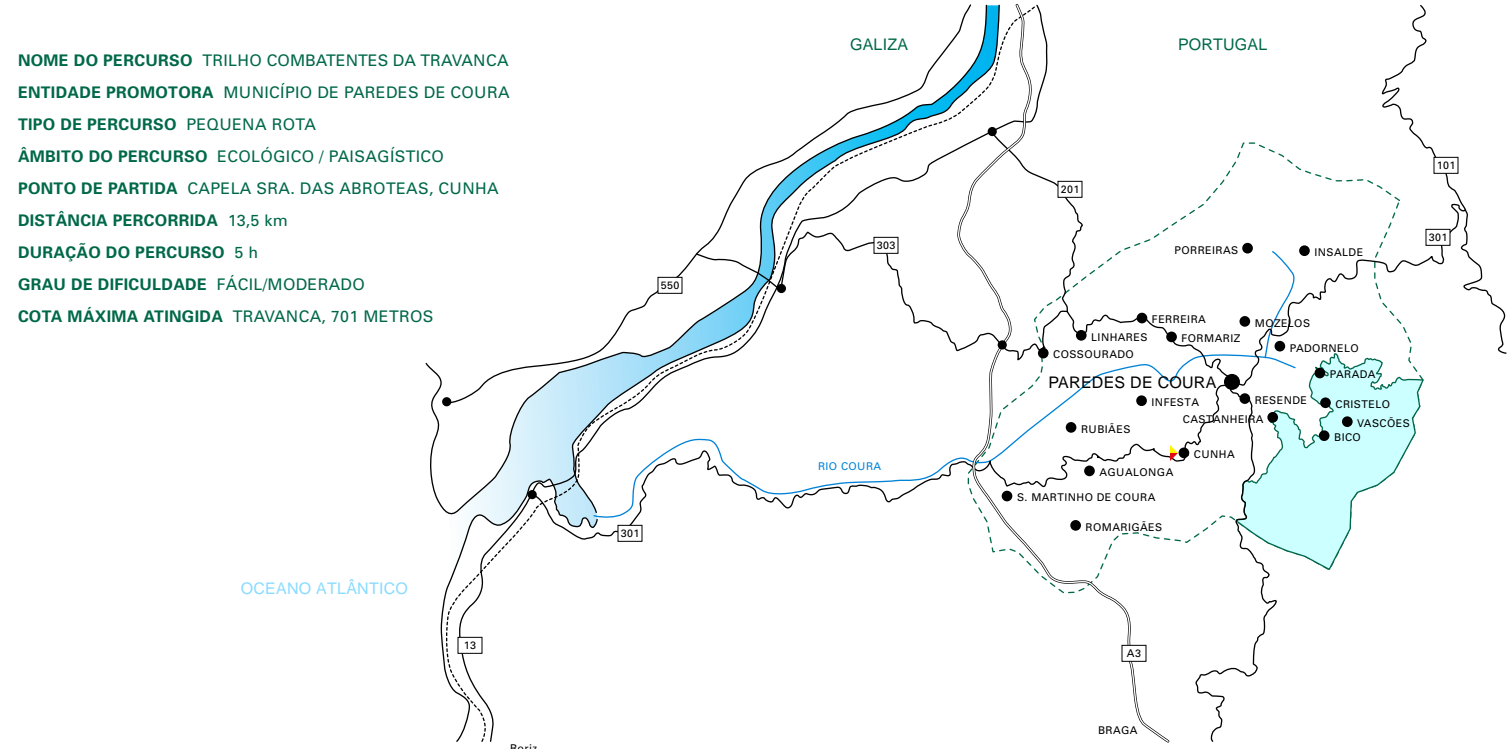 NOME DO PERCURSO TRILHO COMBATENTES DA TRAVANCA
ENTIDADE PROMOTORA MUNICÍPIO DE PAREDES DE COURA
TIPO DE PERCURSO PEQUENA ROTA
ÂMBITO DO PERCURSO ECOLÓGICO / PAISAGÍSTICO
PONTO DE PARTIDA CAPELA SRA. DAS ABROTEAS, CUNHA
DISTÂNCIA PERCORRIDA 13,5 km
DURAÇÃO DO PERCURSO 5 h
GRAU DE DIFICULDADE FÁCIL/MODERADO
COTA MÁXIMA ATINGIDA TRAVANCA, 701 METROS
GALIZA
PORTUGAL
101
201
301
303
550
PORREIRAS
INSALDE
FERREIRA
MOZELOS
LINHARES
FORMARIZ
COSSOURADO
PADORNELO
PARADA
PAREDES DE COURA
INFESTA
RESENDE
CRISTELO
CASTANHEIRA
VASCÕES
RUBIÃES
BICO
CUNHA
RIO COURA
AGUALONGA
S. MARTINHO DE COURA
ROMARIGÃES
301
OCEANO ATLÂNTICO
13
A3
BRAGA